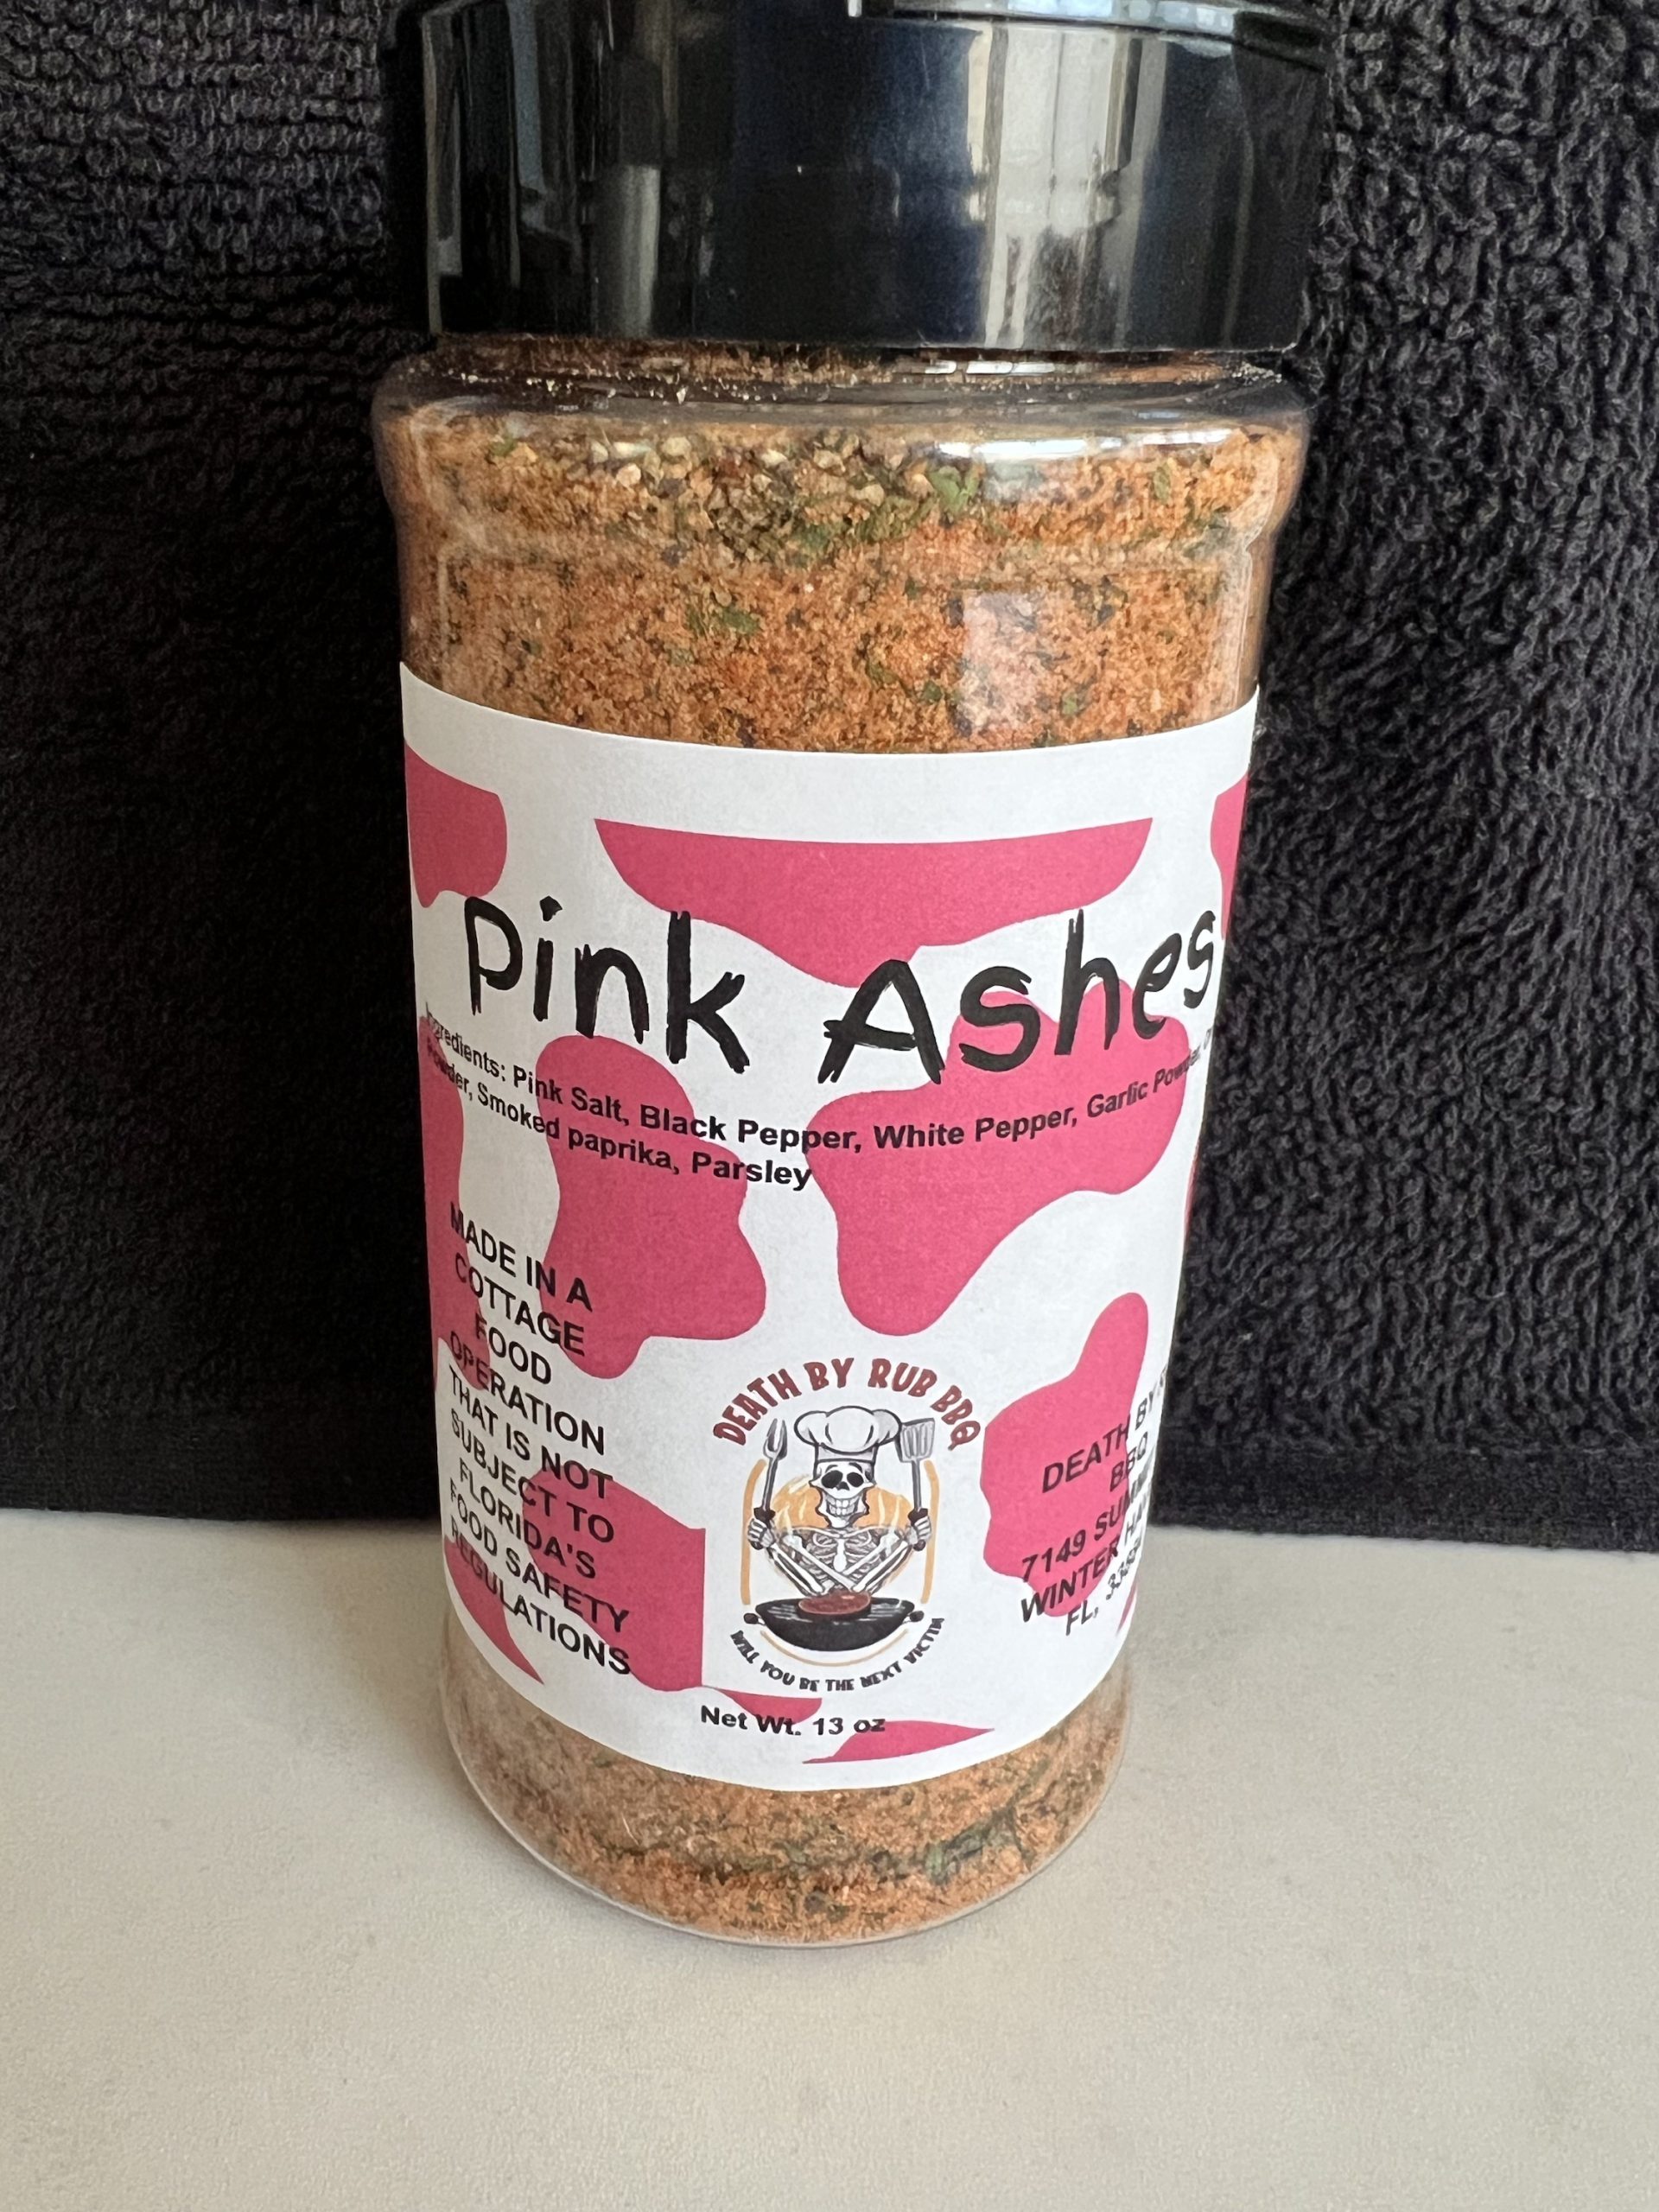 Pink Ashes
Ingredients: Pink Salt, Black Pepper, White Pepper, Garlic Powder,
Powder, Smoked paprika, Parsley
MADE IN A
COTTAGE
FOOD
OPERATION
THAT IS NOT
SUBJECT TO
FLORIDA'S
FOOD SAFETY
REGULATIONS
DEATH BY RUB BBQ
WILL YOU BE THE NEXT VICTIM
Net Wt. 13 oz
DEATH BY
BBQ
7149
WINTER
FL,